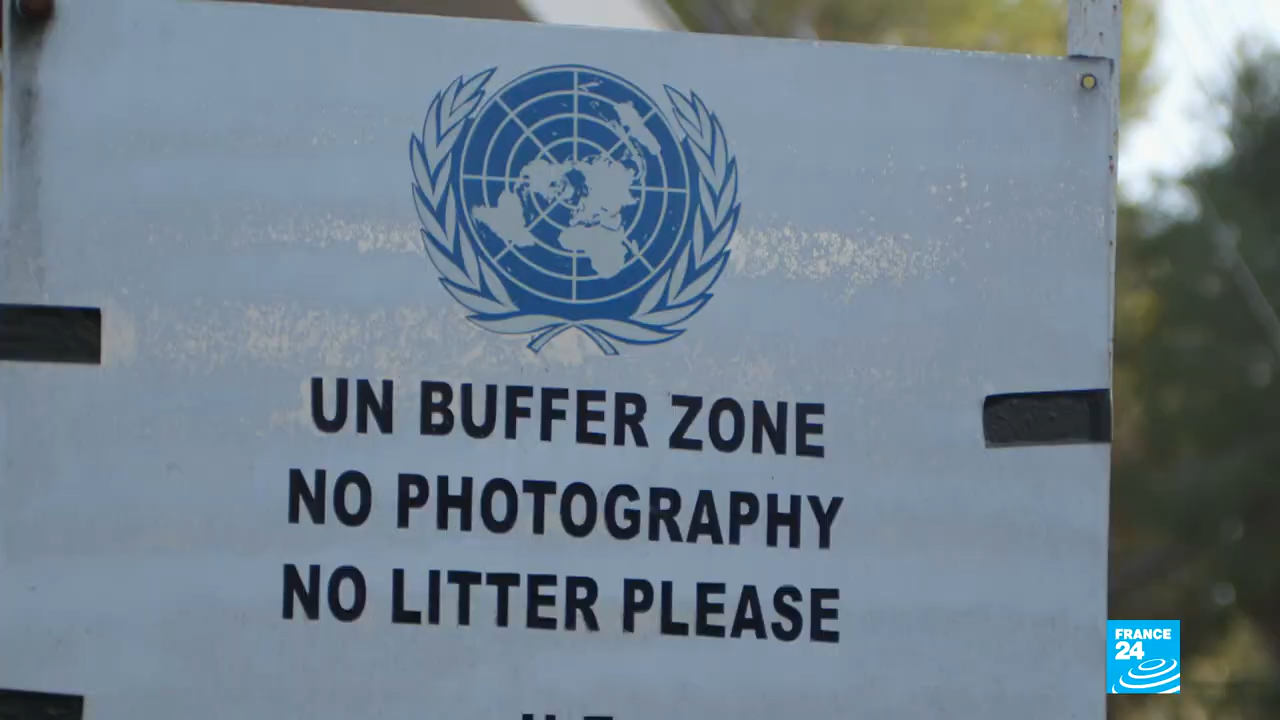 UN BUFFER ZONE
NO PHOTOGRAPHY
NO LITTER PLEASE
FRANCE
24